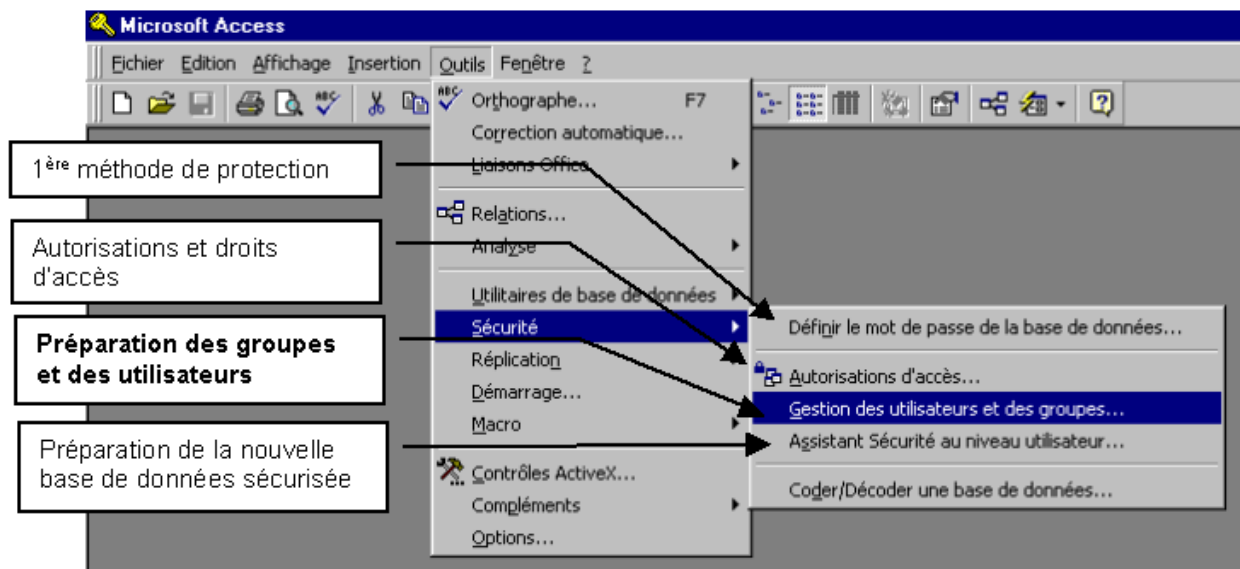 Microsoft Access
Fichier Edition Affichage Insertion Outils Fenêtre ?
ABC
ABC Orthographe... F7
Correction automatique...
Liaisons Office
Relations...
Analyse
Utilitaires de base de données
Sécurité
Réplication
Démarrage...
Macro
Contrôles ActiveX...
Compléments
Options...
Définir le mot de passe de la base de données...
Autorisations d'accès...
Gestion des utilisateurs et des groupes...
Assistant Sécurité au niveau utilisateur...
Coder/Décoder une base de données...
1ère méthode de protection
Autorisations et droits
d'accès
Préparation des groupes
et des utilisateurs
Préparation de la nouvelle
base de données sécurisée